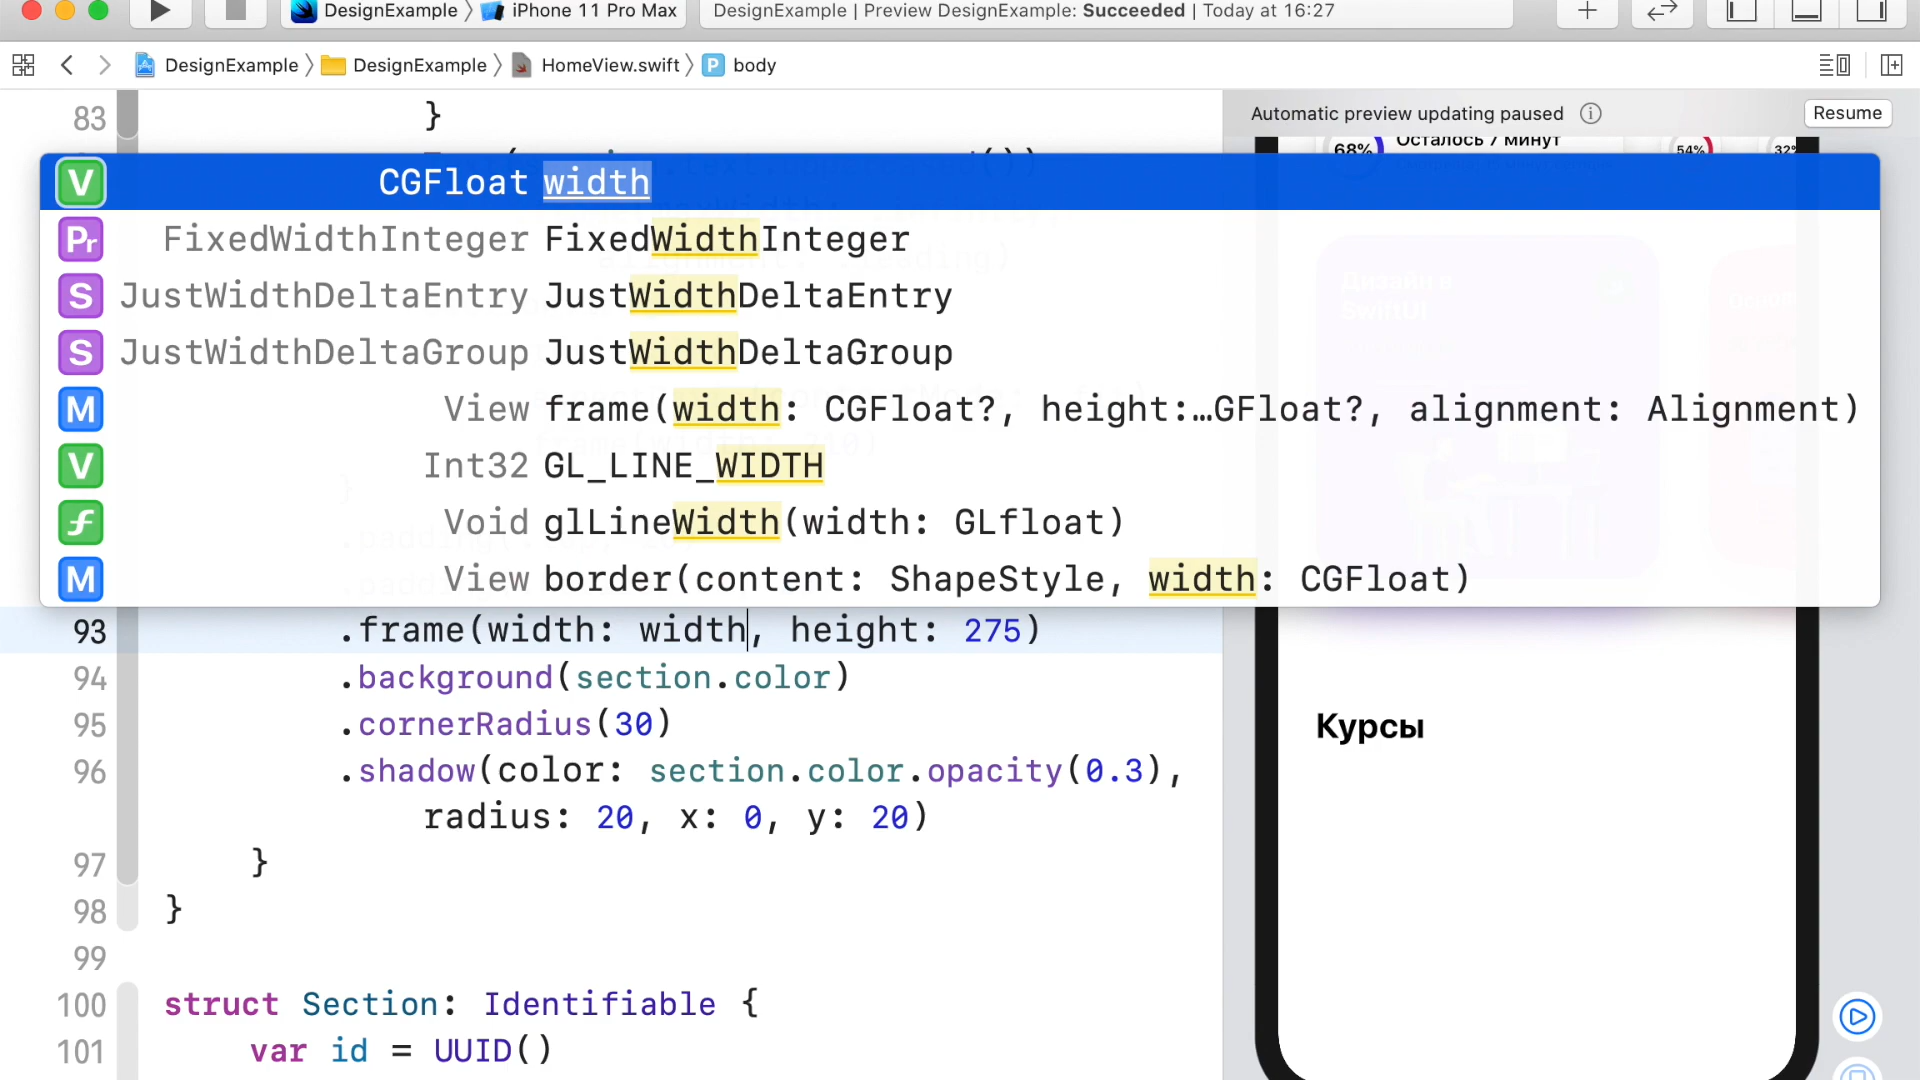 DesignExample 〉 iPhone 11 Pro Max
DesignExample | Preview DesignExample: Succeeded | Today at 16:27
DesignExample 〉 DesignExample 〉 HomeView.swift 〉 P body
Automatic preview updating paused
Resume
83 }
V CGFloat width
Pr FixedWidthInteger FixedWidthInteger
S JustWidthDeltaEntry JustWidthDeltaEntry
S JustWidthDeltaGroup JustWidthDeltaGroup
M View frame(width: CGFloat?, height:…GFloat?, alignment: Alignment)
V Int32 GL_LINE_WIDTH
f Void glLineWidth(width: GLfloat)
M View border(content: ShapeStyle, width: CGFloat)
93 .frame(width: width, height: 275)
94 .background(section.color)
95 .cornerRadius(30)
96 .shadow(color: section.color.opacity(0.3),
radius: 20, x: 0, y: 20)
97 }
98 }
99
100 struct Section: Identifiable {
101 var id = UUID()
68%
Осталось 7 минут
54%
32%
Дизайн в
SwiftUI
Курсы